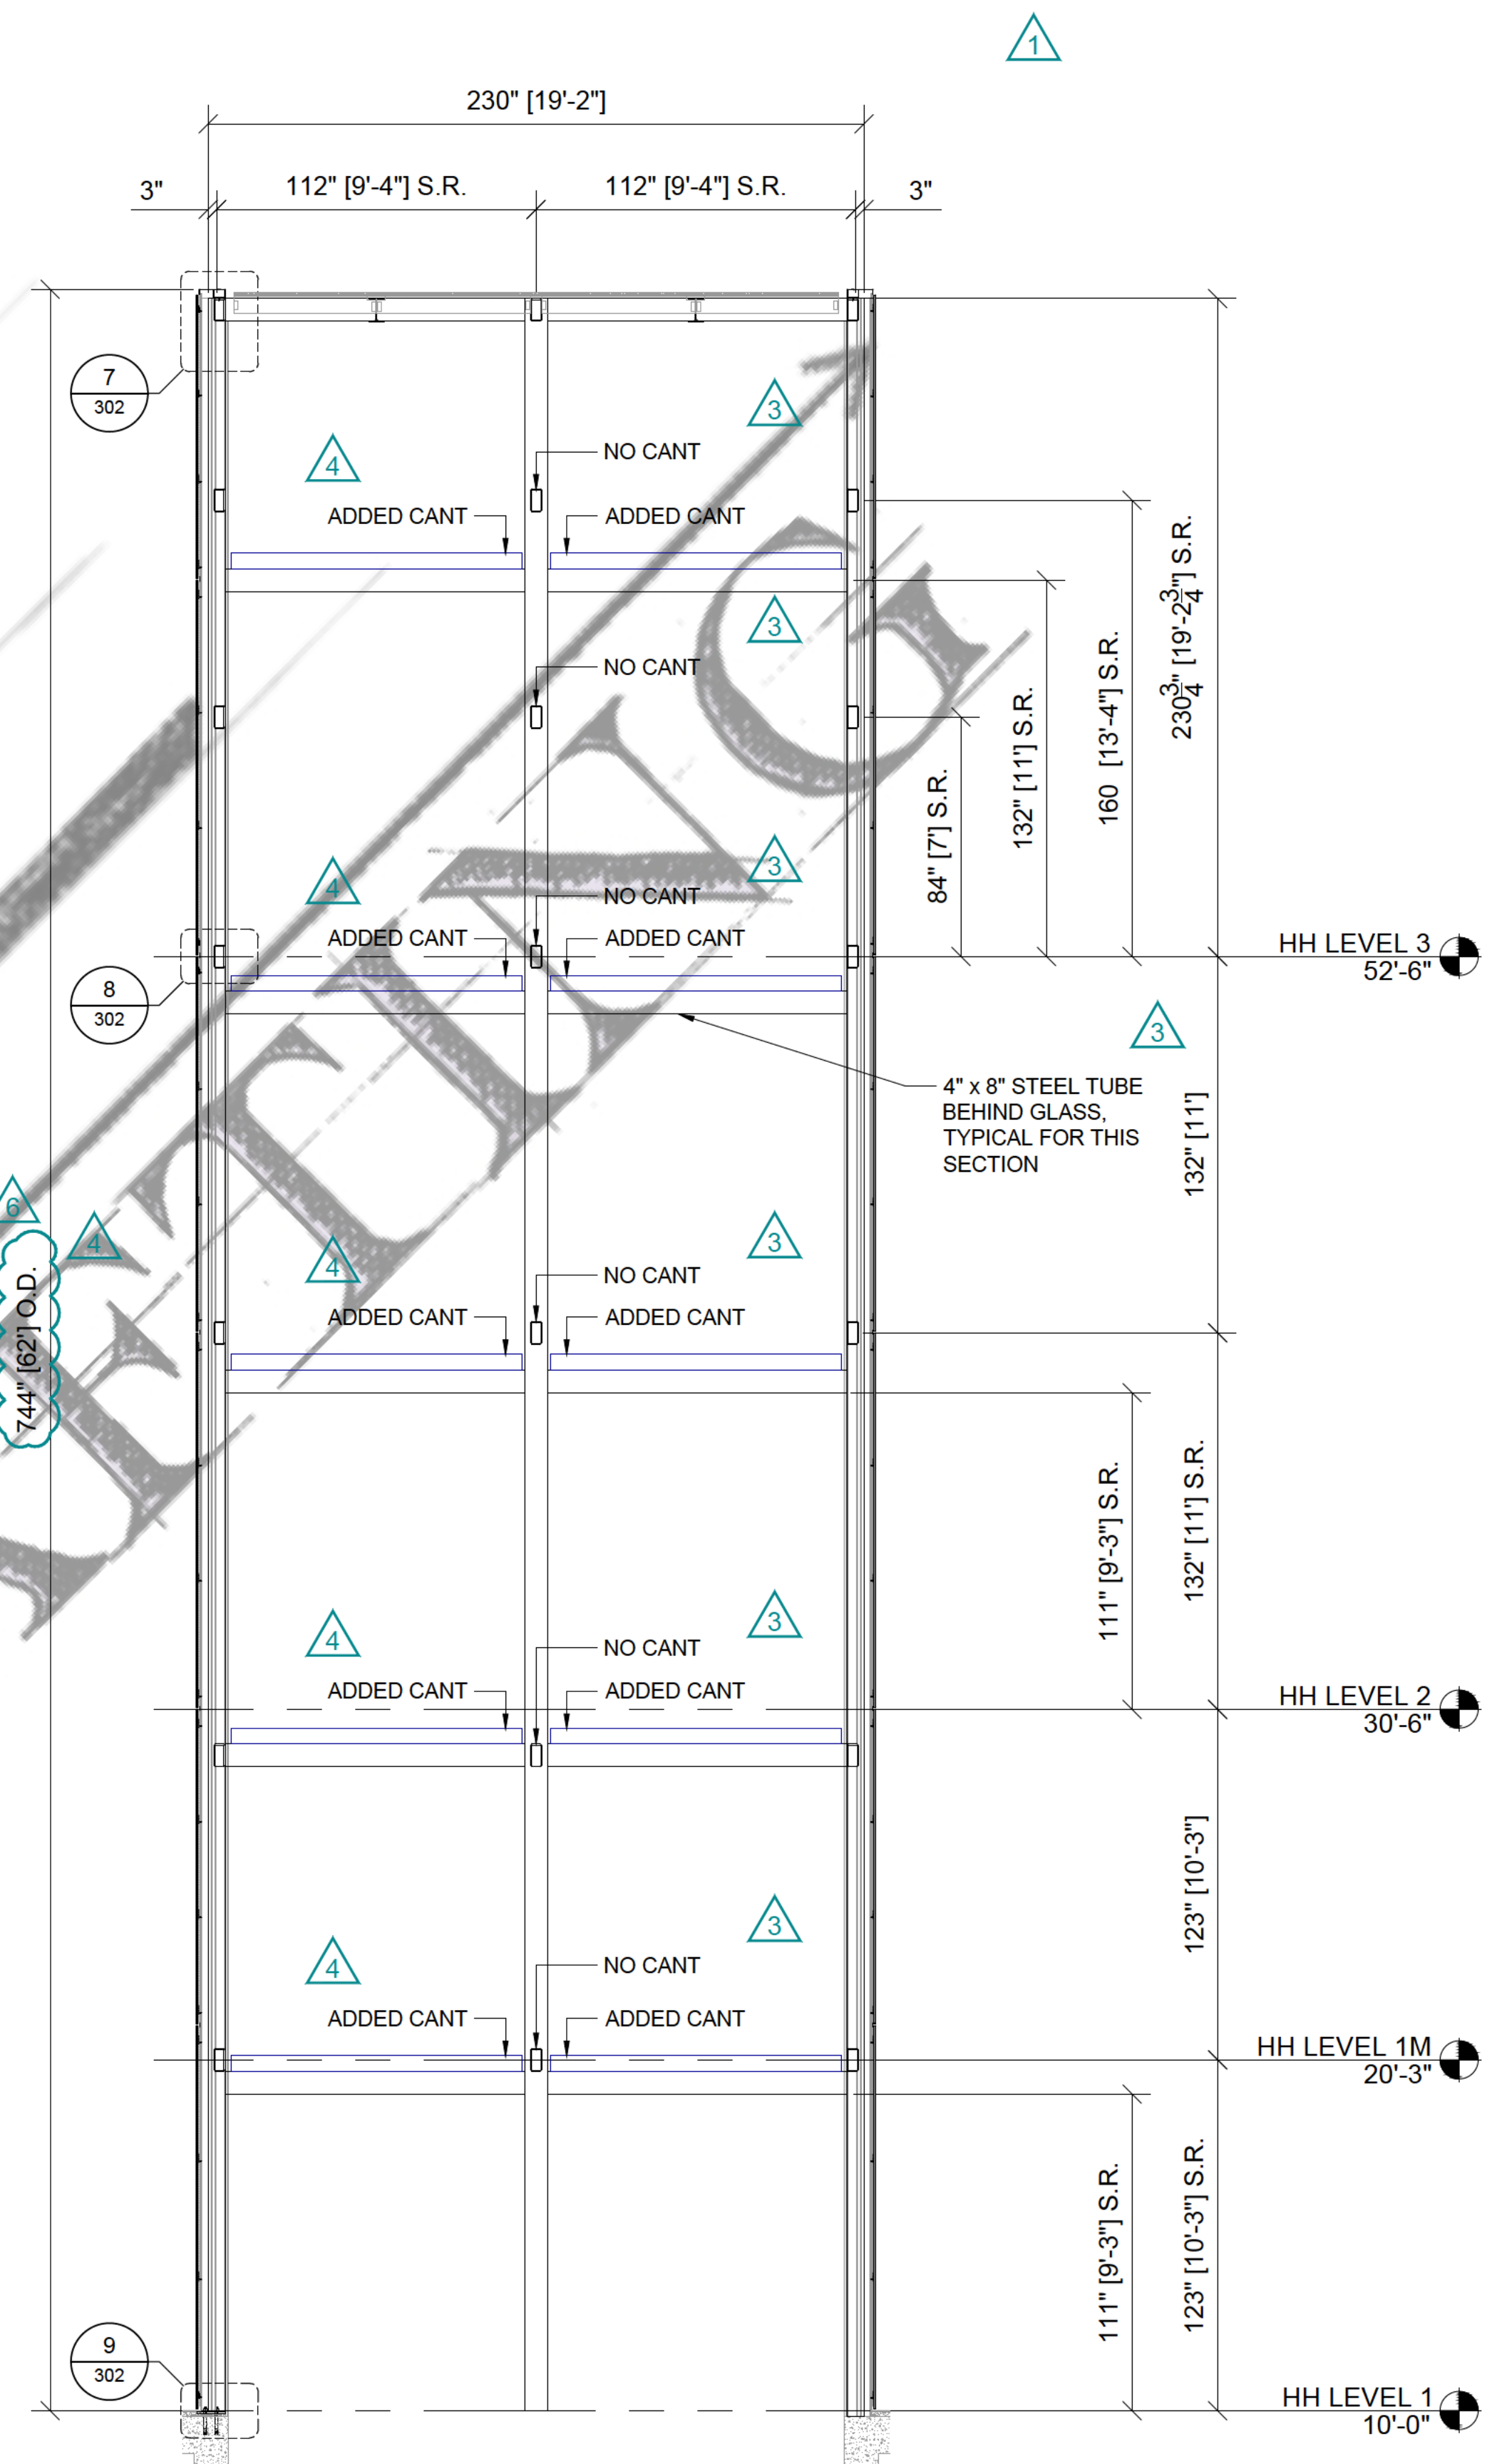 1
230" [19'-2"]
3"
112" [9'-4"] S.R.
112" [9'-4"] S.R.
3"
7
302
3
4
NO CANT
ADDED CANT
ADDED CANT
230 3/4" [19'-2 3/4"] S.R.
160 [13'-4"] S.R.
132" [11'] S.R.
84" [7'] S.R.
3
NO CANT
3
4
NO CANT
ADDED CANT
ADDED CANT
HH LEVEL 3
52'-6"
8
302
3
4" x 8" STEEL TUBE
BEHIND GLASS,
TYPICAL FOR THIS
SECTION
132" [11']
6
4
744" [62'] O.D.
4
3
NO CANT
ADDED CANT
ADDED CANT
111" [9'-3"] S.R.
132" [11'] S.R.
4
3
NO CANT
ADDED CANT
ADDED CANT
HH LEVEL 2
30'-6"
123" [10'-3"]
4
3
NO CANT
ADDED CANT
ADDED CANT
HH LEVEL 1M
20'-3"
111" [9'-3"] S.R.
123" [10'-3"] S.R.
9
302
HH LEVEL 1
10'-0"